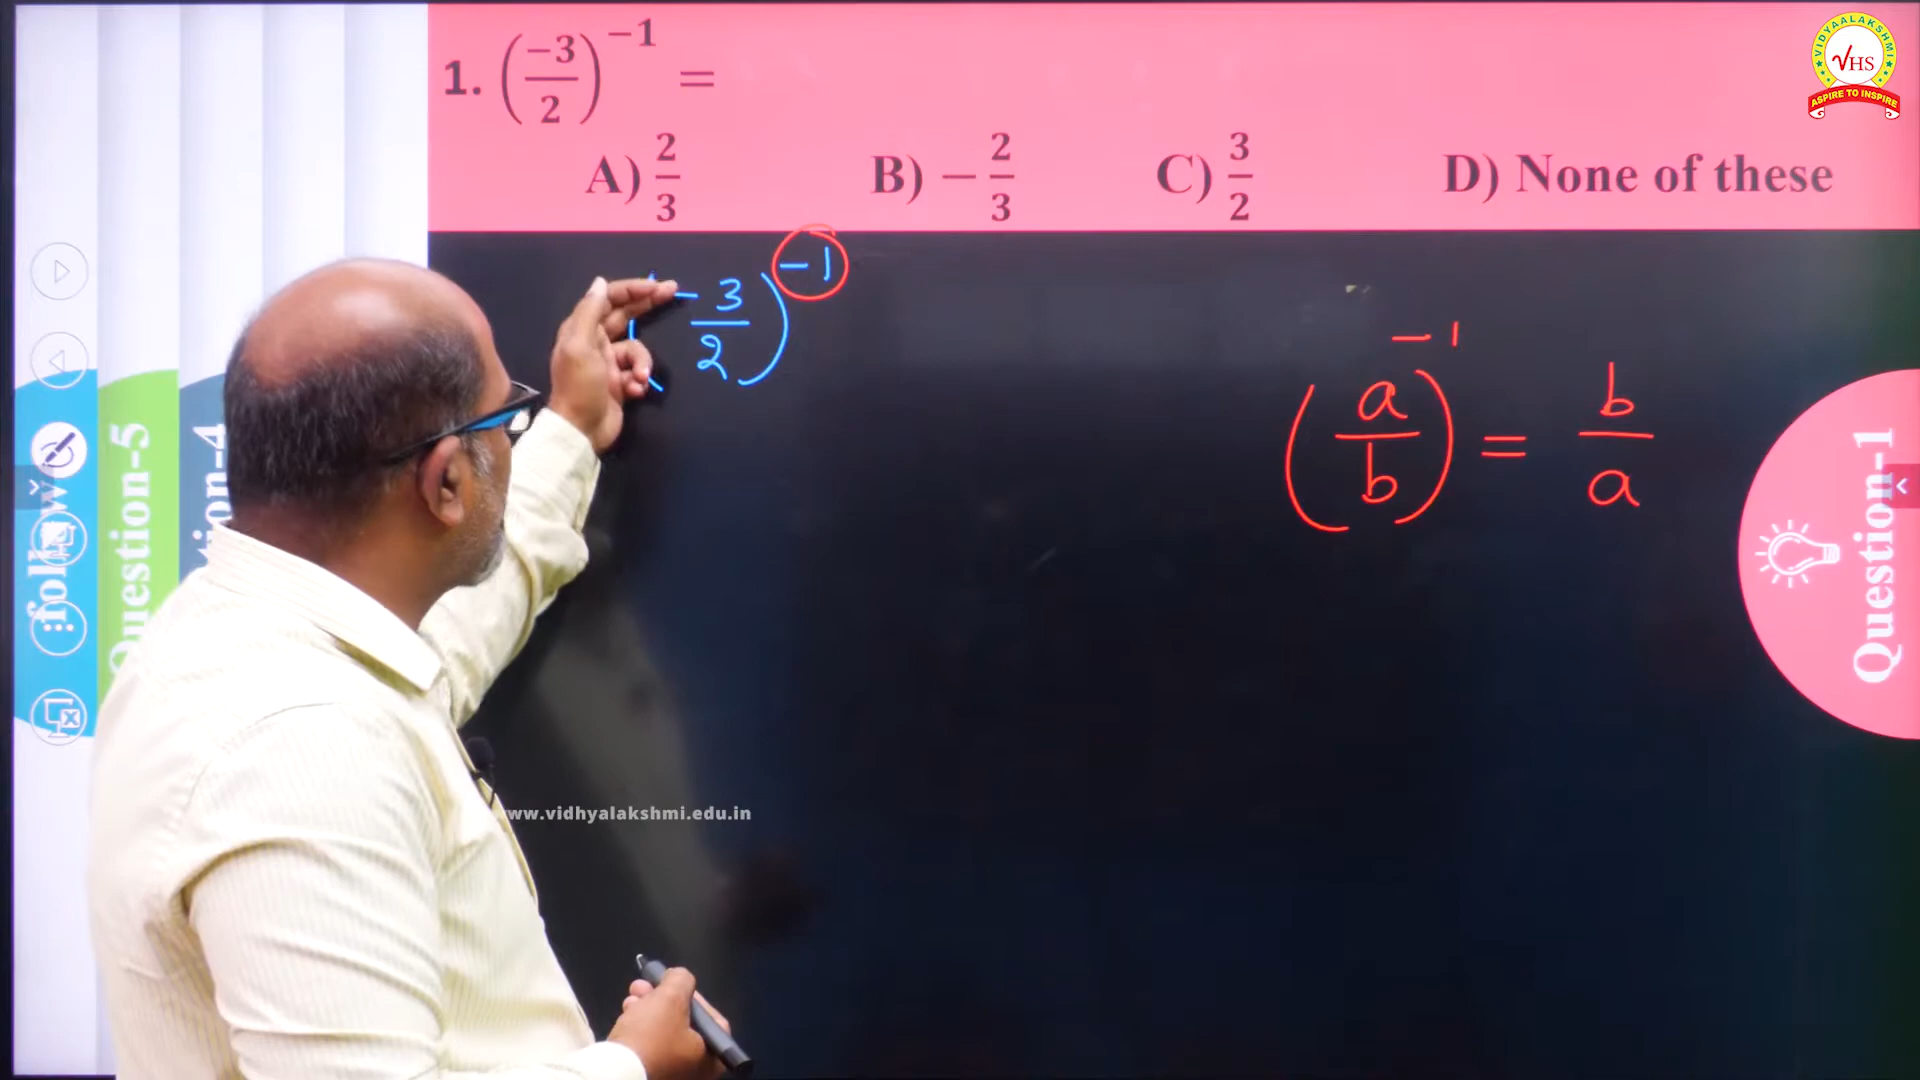 1. (−3/2)^−1 =
A) 2/3 B) −2/3 C) 3/2 D) None of these
VIDYAALAKSHMI
VHS
ASPIRE TO INSPIRE
(−3/2)^−1
(a/b)^−1 = b/a
Question-1
Question-5
www.vidhyalakshmi.edu.in